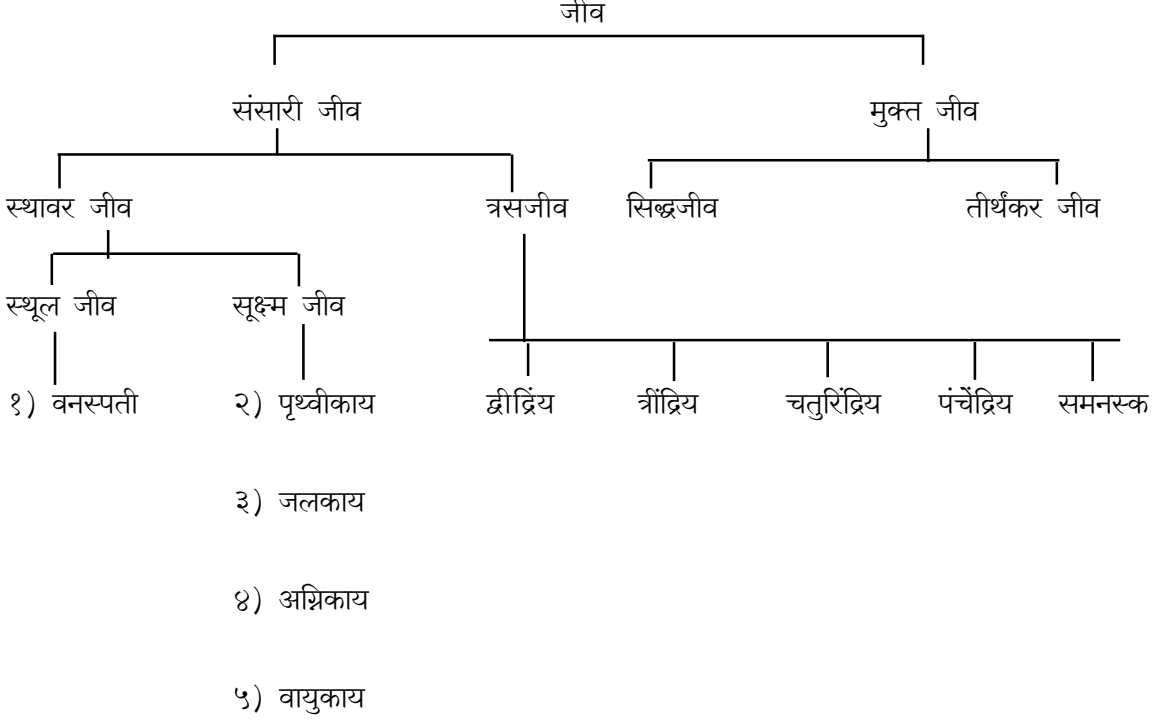 जीव
संसारी जीव मुक्त जीव
स्थावर जीव त्रसजीव सिद्धजीव तीर्थंकर जीव
स्थूल जीव सूक्ष्म जीव
१) वनस्पती २) पृथ्वीकाय द्वीद्रिंय त्रींद्रिय चतुरिंद्रिय पंचेंद्रिय समनस्क
३) जलकाय
४) अग्निकाय
५) वायुकाय